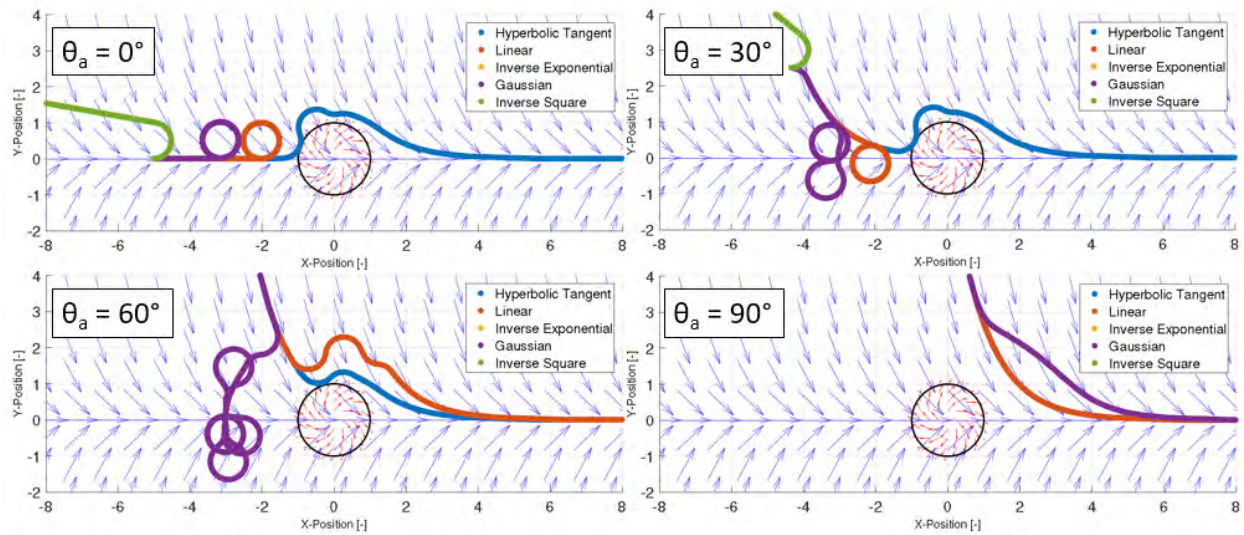 θa = 0°
Hyperbolic Tangent
Linear
Inverse Exponential
Gaussian
Inverse Square
Y-Position [-]
4
3
2
1
0
-1
-2
-8 -6 -4 -2 0 2 4 6 8
X-Position [-]
θa = 30°
Hyperbolic Tangent
Linear
Inverse Exponential
Gaussian
Inverse Square
Y-Position [-]
4
3
2
1
0
-1
-2
-8 -6 -4 -2 0 2 4 6 8
X-Position [-]
θa = 60°
Hyperbolic Tangent
Linear
Inverse Exponential
Gaussian
Inverse Square
Y-Position [-]
4
3
2
1
0
-1
-2
-8 -6 -4 -2 0 2 4 6 8
X-Position [-]
θa = 90°
Hyperbolic Tangent
Linear
Inverse Exponential
Gaussian
Inverse Square
Y-Position [-]
4
3
2
1
0
-1
-2
-8 -6 -4 -2 0 2 4 6 8
X-Position [-]